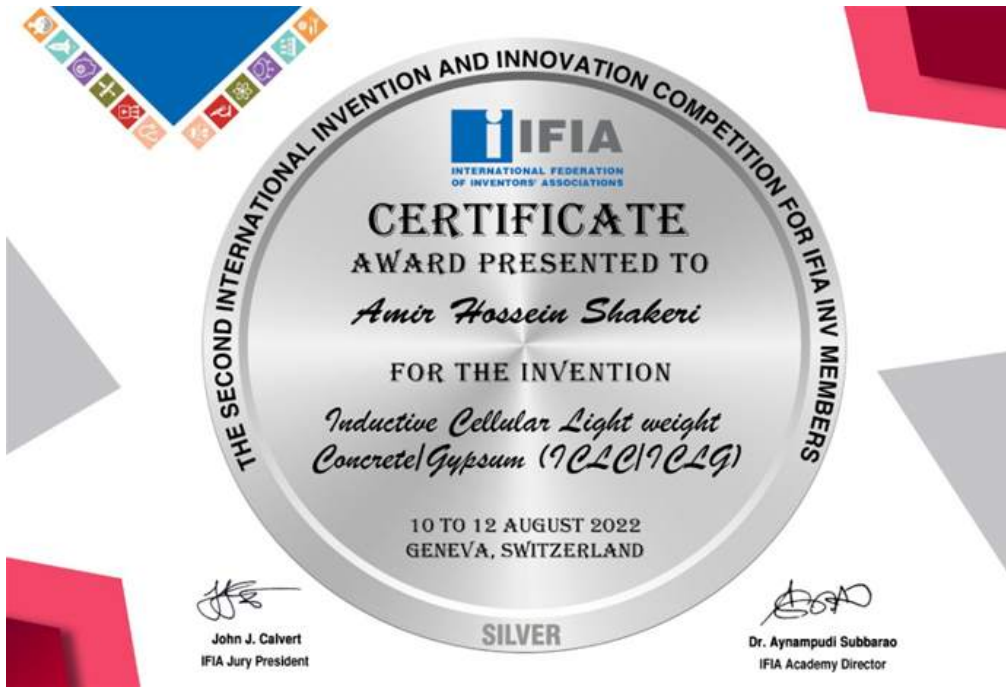 THE SECOND INTERNATIONAL INVENTION AND INNOVATION COMPETITION FOR IFIA INV MEMBERS
IFIA
INTERNATIONAL FEDERATION
OF INVENTORS' ASSOCIATIONS
CERTIFICATE
AWARD PRESENTED TO
Amir Hossein Shakeri
FOR THE INVENTION
Inductive Cellular Light weight
Concrete/Gypsum (ICLC/ICLG)
10 TO 12 AUGUST 2022
GENEVA, SWITZERLAND
SILVER
John J. Calvert
IFIA Jury President
Dr. Aynampudi Subbarao
IFIA Academy Director